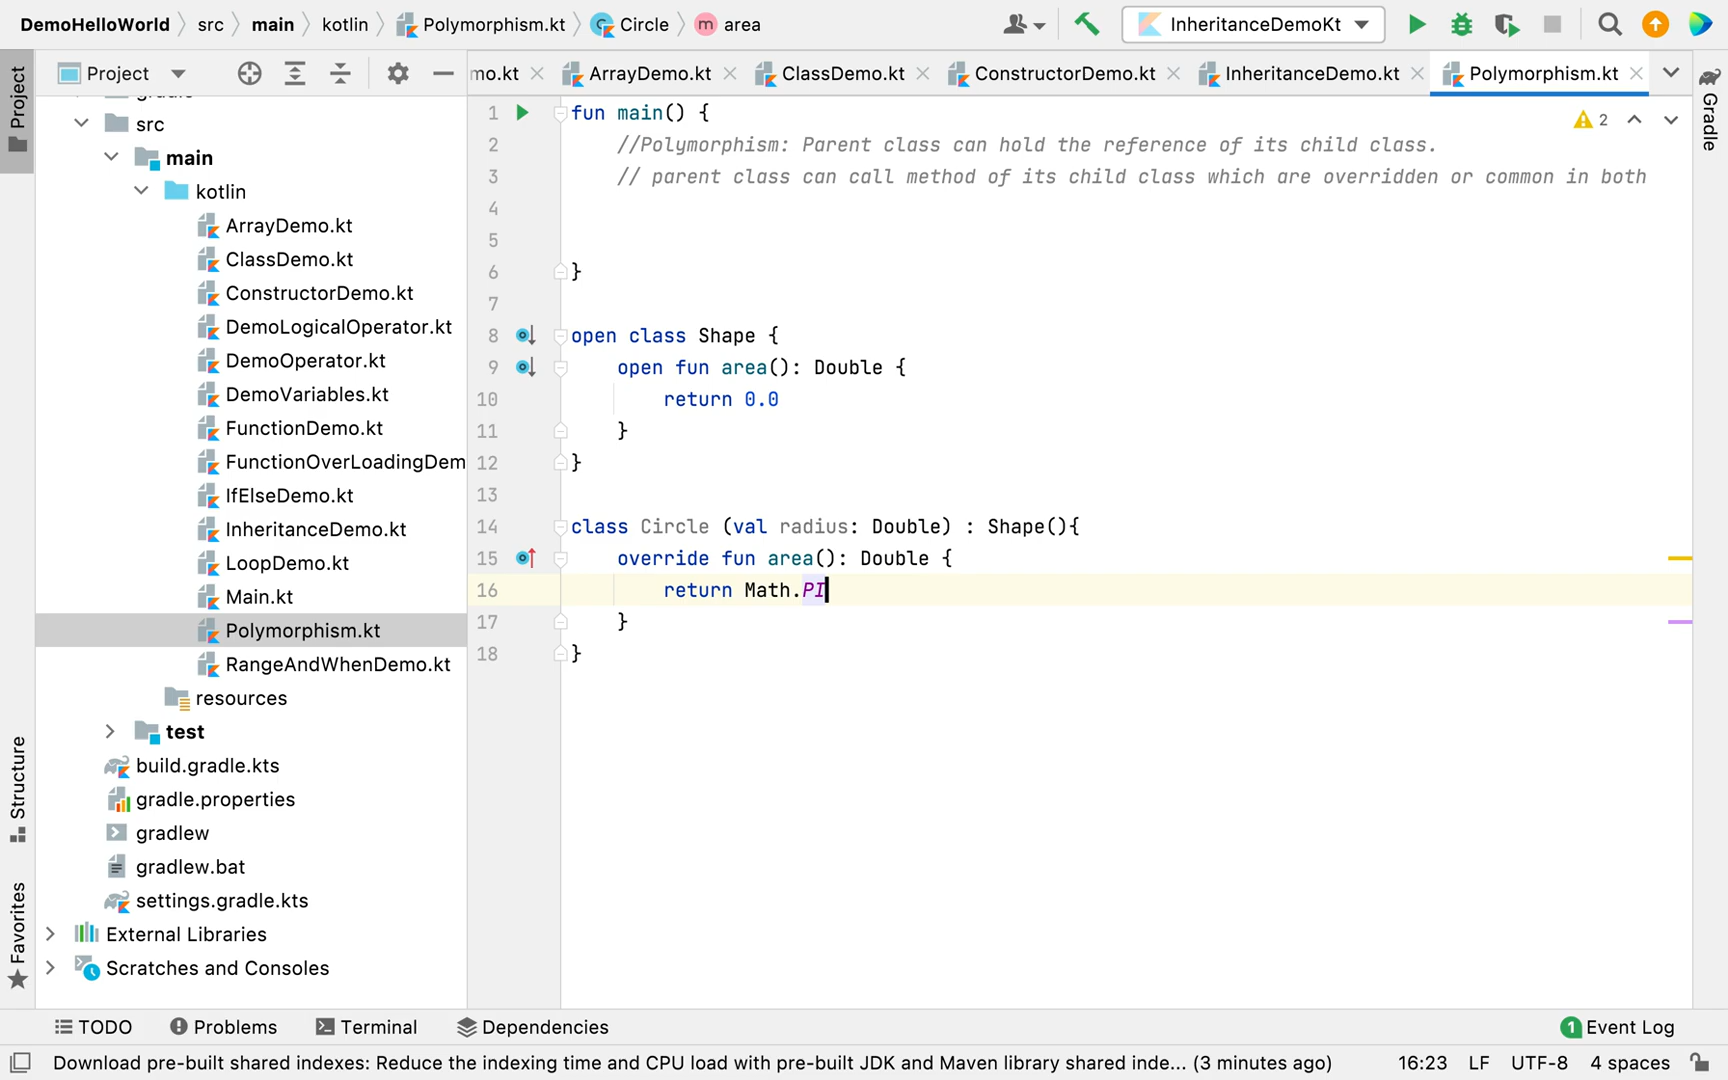 DemoHelloWorld src main kotlin Polymorphism.kt Circle m area InheritanceDemoKt
Project mo.kt ArrayDemo.kt ClassDemo.kt ConstructorDemo.kt InheritanceDemo.kt Polymorphism.kt
Project
Gradle
Structure
Favorites
src
main
kotlin
ArrayDemo.kt
ClassDemo.kt
ConstructorDemo.kt
DemoLogicalOperator.kt
DemoOperator.kt
DemoVariables.kt
FunctionDemo.kt
FunctionOverLoadingDem
IfElseDemo.kt
InheritanceDemo.kt
LoopDemo.kt
Main.kt
Polymorphism.kt
RangeAndWhenDemo.kt
resources
test
build.gradle.kts
gradle.properties
gradlew
gradlew.bat
settings.gradle.kts
External Libraries
Scratches and Consoles
2
1 fun main() {
2 //Polymorphism: Parent class can hold the reference of its child class.
3 // parent class can call method of its child class which are overridden or common in both
4
5
6 }
7
8 open class Shape {
9 open fun area(): Double {
10 return 0.0
11 }
12 }
13
14 class Circle (val radius: Double) : Shape(){
15 override fun area(): Double {
16 return Math.PI
17 }
18 }
TODO Problems Terminal Dependencies 1 Event Log
Download pre-built shared indexes: Reduce the indexing time and CPU load with pre-built JDK and Maven library shared inde... (3 minutes ago) 16:23 LF UTF-8 4 spaces